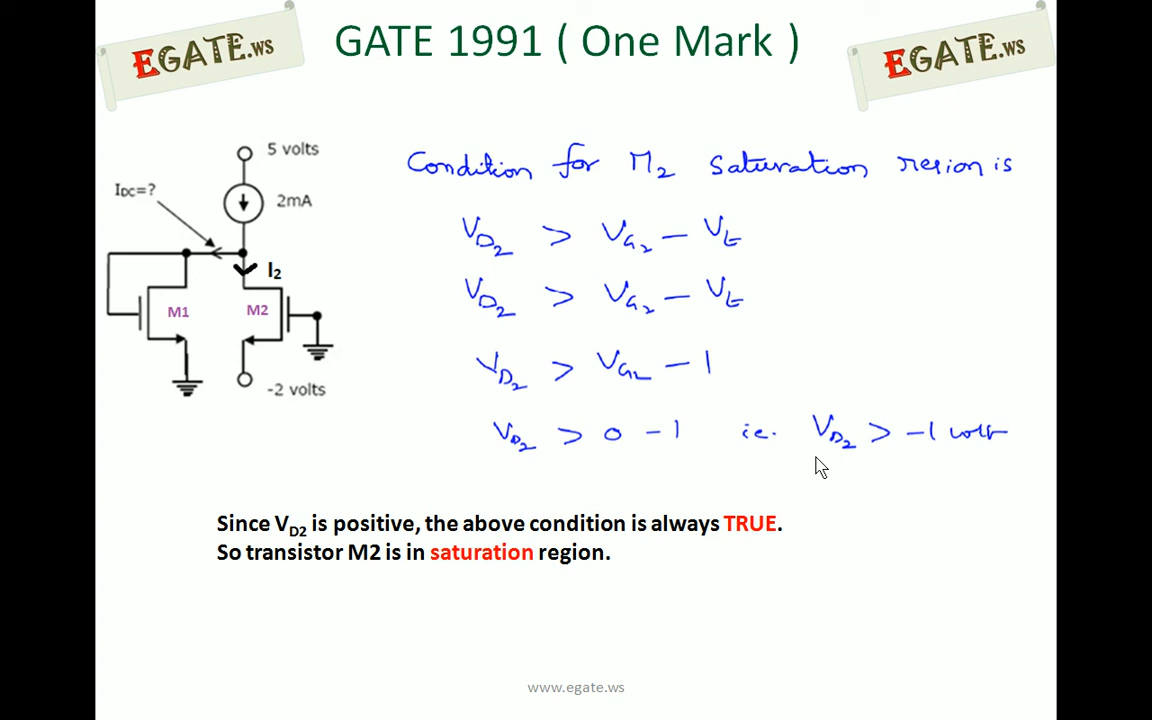 EGATE.ws
GATE 1991 ( One Mark )
EGATE.ws
5 volts
IDC=?
2mA
I2
M1
M2
-2 volts
Condition for M2 Saturation region is
VD2 > VG2 - Vt
VD2 > VG2 - Vt
VD2 > VG2 - 1
VD2 > 0 - 1 ie. VD2 > -1 volt
Since VD2 is positive, the above condition is always TRUE.
So transistor M2 is in saturation region.
www.egate.ws